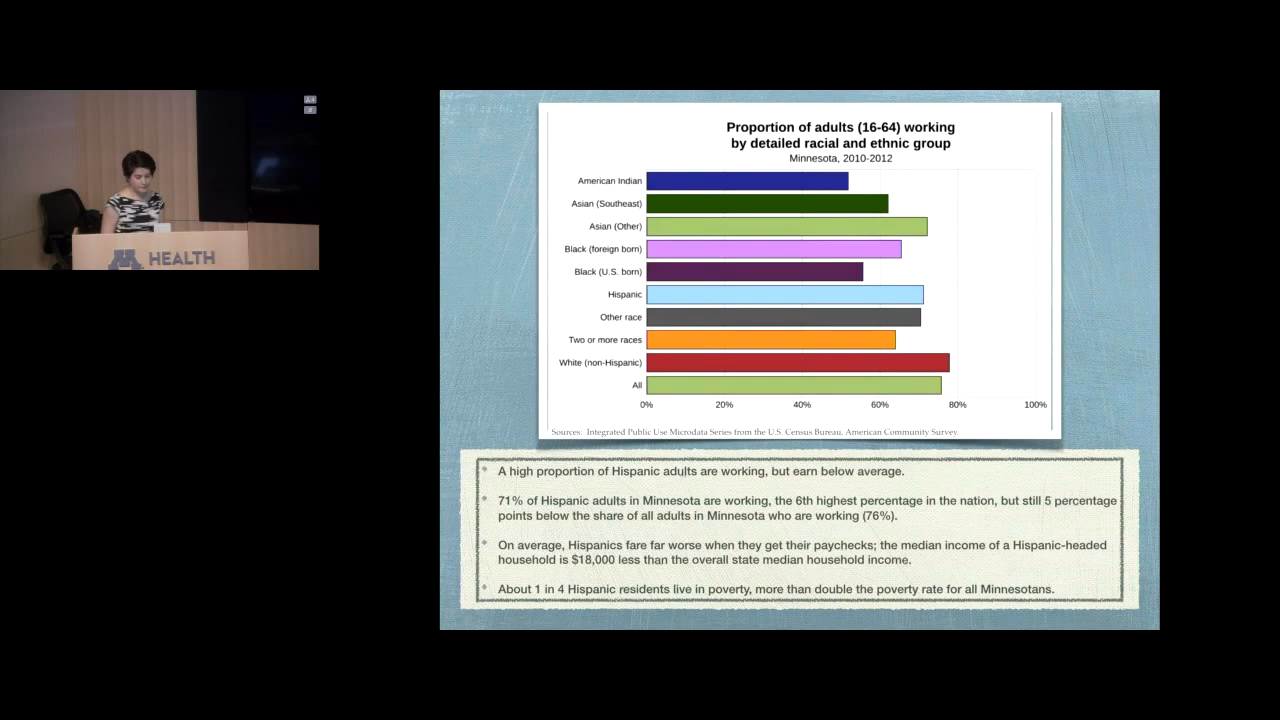 M HEALTH
Proportion of adults (16-64) working
by detailed racial and ethnic group
Minnesota, 2010-2012
American Indian
Asian (Southeast)
Asian (Other)
Black (foreign born)
Black (U.S. born)
Hispanic
Other race
Two or more races
White (non-Hispanic)
All
0% 20% 40% 60% 80% 100%
Sources: Integrated Public Use Microdata Series from the U.S. Census Bureau, American Community Survey.
* A high proportion of Hispanic adults are working, but earn below average.
* 71% of Hispanic adults in Minnesota are working, the 6th highest percentage in the nation, but still 5 percentage
points below the share of all adults in Minnesota who are working (76%).
* On average, Hispanics fare far worse when they get their paychecks; the median income of a Hispanic-headed
household is $18,000 less than the overall state median household income.
* About 1 in 4 Hispanic residents live in poverty, more than double the poverty rate for all Minnesotans.